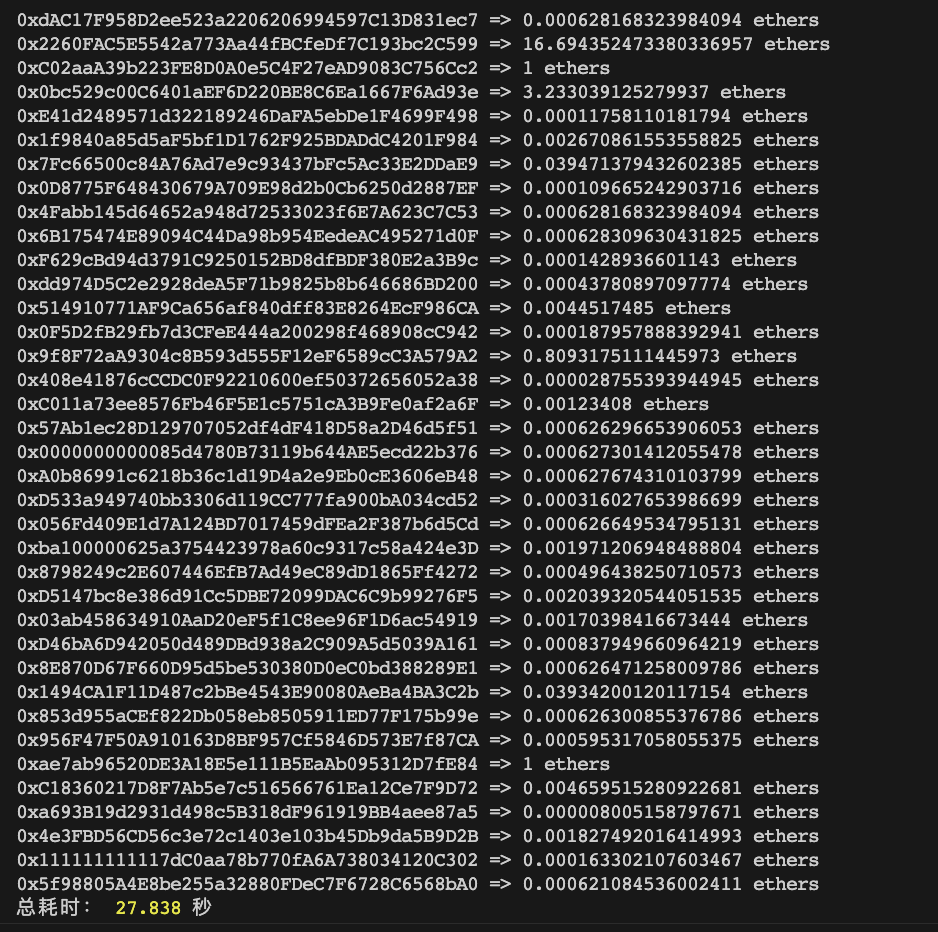 0xdAC17F958D2ee523a2206206994597C13D831ec7 => 0.000628168323984094 ethers
0x2260FAC5E5542a773Aa44fBCfeDf7C193bc2C599 => 16.694352473380336957 ethers
0xC02aaA39b223FE8D0A0e5C4F27eAD9083C756Cc2 => 1 ethers
0x0bc529c00C6401aEF6D220BE8C6Ea1667F6Ad93e => 3.233039125279937 ethers
0xE41d2489571d322189246DaFA5ebDe1F4699F498 => 0.00011758110181794 ethers
0x1f9840a85d5aF5bf1D1762F925BDADdC4201F984 => 0.002670861553558825 ethers
0x7Fc66500c84A76Ad7e9c93437bFc5Ac33E2DDaE9 => 0.039471379432602385 ethers
0x0D8775F648430679A709E98d2b0Cb6250d2887EF => 0.000109665242903716 ethers
0x4Fabb145d64652a948d72533023f6E7A623C7C53 => 0.000628168323984094 ethers
0x6B175474E89094C44Da98b954EedeAC495271d0F => 0.000628309630431825 ethers
0xF629cBd94d3791C9250152BD8dfBDF380E2a3B9c => 0.0001428936601143 ethers
0xdd974D5C2e2928deA5F71b9825b8b646686BD200 => 0.00043780897097774 ethers
0x514910771AF9Ca656af840dff83E8264EcF986CA => 0.0044517485 ethers
0x0F5D2fB29fb7d3CFeE444a200298f468908cC942 => 0.000187957888392941 ethers
0x9f8F72aA9304c8B593d555F12eF6589cC3A579A2 => 0.8093175111445973 ethers
0x408e41876cCCDC0F92210600ef50372656052a38 => 0.000028755393944945 ethers
0xC011a73ee8576Fb46F5E1c5751cA3B9Fe0af2a6F => 0.00123408 ethers
0x57Ab1ec28D129707052df4dF418D58a2D46d5f51 => 0.000626296653906053 ethers
0x0000000000085d4780B73119b644AE5ecd22b376 => 0.000627301412055478 ethers
0xA0b86991c6218b36c1d19D4a2e9Eb0cE3606eB48 => 0.000627674310103799 ethers
0xD533a949740bb3306d119CC777fa900bA034cd52 => 0.000316027653986699 ethers
0x056Fd409E1d7A124BD7017459dFEa2F387b6d5Cd => 0.000626649534795131 ethers
0xba100000625a3754423978a60c9317c58a424e3D => 0.001971206948488804 ethers
0x8798249c2E607446EfB7Ad49eC89dD1865Ff4272 => 0.000496438250710573 ethers
0xD5147bc8e386d91Cc5DBE72099DAC6C9b99276F5 => 0.002039320544051535 ethers
0x03ab458634910AaD20eF5f1C8ee96F1D6ac54919 => 0.00170398416673444 ethers
0xD46bA6D942050d489DBd938a2C909A5d5039A161 => 0.000837949660964219 ethers
0x8E870D67F660D95d5be530380D0eC0bd388289E1 => 0.000626471258009786 ethers
0x1494CA1F11D487c2bBe4543E90080AeBa4BA3C2b => 0.03934200120117154 ethers
0x853d955aCEf822Db058eb8505911ED77F175b99e => 0.000626300855376786 ethers
0x956F47F50A910163D8BF957Cf5846D573E7f87CA => 0.000595317058055375 ethers
0xae7ab96520DE3A18E5e111B5EaAb095312D7fE84 => 1 ethers
0xC18360217D8F7Ab5e7c516566761Ea12Ce7F9D72 => 0.004659515280922681 ethers
0xa693B19d2931d498c5B318dF961919BB4aee87a5 => 0.000008005158797671 ethers
0x4e3FBD56CD56c3e72c1403e103b45Db9da5B9D2B => 0.001827492016414993 ethers
0x111111111117dC0aa78b770fA6A738034120C302 => 0.000163302107603467 ethers
0x5f98805A4E8be255a32880FDeC7F6728C6568bA0 => 0.000621084536002411 ethers
总耗时： 27.838 秒